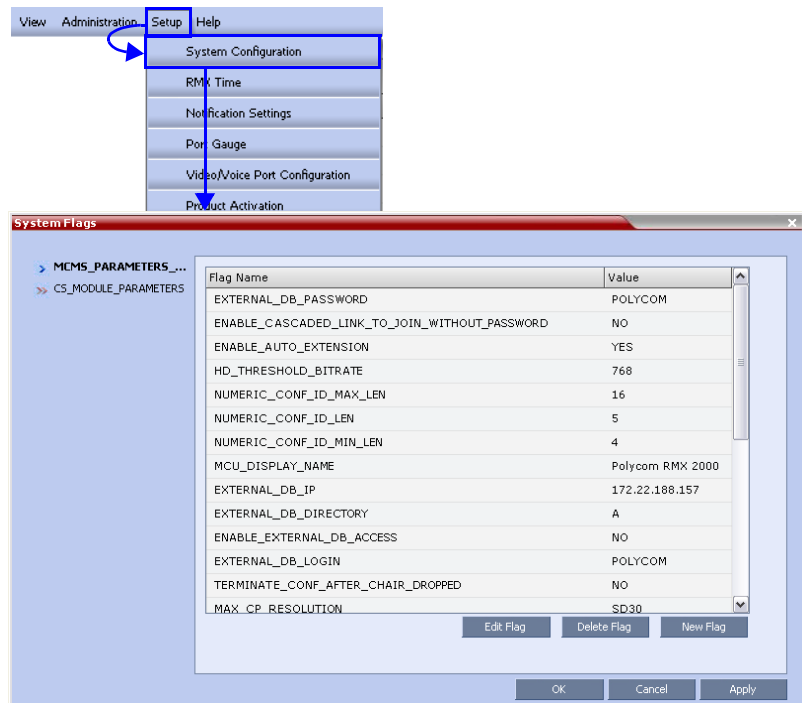 View Administration Setup Help
System Configuration
RMX Time
Notification Settings
Port Gauge
Video/Voice Port Configuration
Product Activation
System Flags
MCMS_PARAMETERS_...
CS_MODULE_PARAMETERS
Flag Name Value
EXTERNAL_DB_PASSWORD POLYCOM
ENABLE_CASCADED_LINK_TO_JOIN_WITHOUT_PASSWORD NO
ENABLE_AUTO_EXTENSION YES
HD_THRESHOLD_BITRATE 768
NUMERIC_CONF_ID_MAX_LEN 16
NUMERIC_CONF_ID_LEN 5
NUMERIC_CONF_ID_MIN_LEN 4
MCU_DISPLAY_NAME Polycom RMX 2000
EXTERNAL_DB_IP 172.22.188.157
EXTERNAL_DB_DIRECTORY A
ENABLE_EXTERNAL_DB_ACCESS NO
EXTERNAL_DB_LOGIN POLYCOM
TERMINATE_CONF_AFTER_CHAIR_DROPPED NO
MAX_CP_RESOLUTION SD30
Edit Flag Delete Flag New Flag
OK Cancel Apply